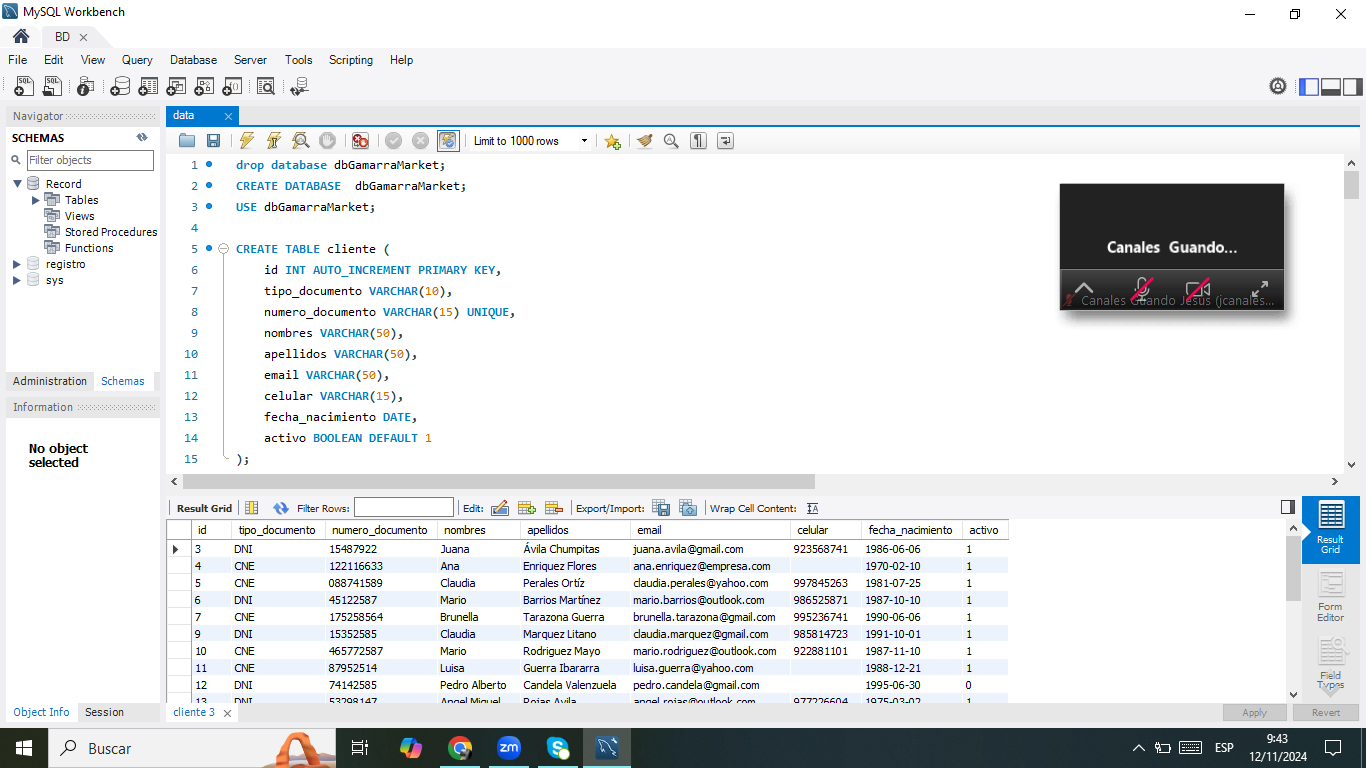 MySQL Workbench
BD
File Edit View Query Database Server Tools Scripting Help
Navigator
SCHEMAS
Filter objects
Record
Tables
Views
Stored Procedures
Functions
registro
sys
Administration Schemas
Information
No object
selected
Object Info Session
data
Limit to 1000 rows
1 drop database dbGamarraMarket;
2 CREATE DATABASE  dbGamarraMarket;
3 USE dbGamarraMarket;
4
5 CREATE TABLE cliente (
6 id INT AUTO_INCREMENT PRIMARY KEY,
7 tipo_documento VARCHAR(10),
8 numero_documento VARCHAR(15) UNIQUE,
9 nombres VARCHAR(50),
10 apellidos VARCHAR(50),
11 email VARCHAR(50),
12 celular VARCHAR(15),
13 fecha_nacimiento DATE,
14 activo BOOLEAN DEFAULT 1
15 );
Canales Guando...
Canales Guando Jesus (jcanales...
Result Grid Filter Rows: Edit: Export/Import: Wrap Cell Content:
id tipo_documento numero_documento nombres apellidos email celular fecha_nacimiento activo
3 DNI 15487922 Juana Ávila Chumpitas juana.avila@gmail.com 923568741 1986-06-06 1
4 CNE 122116633 Ana Enriquez Flores ana.enriquez@empresa.com 1970-02-10 1
5 CNE 088741589 Claudia Perales Ortíz claudia.perales@yahoo.com 997845263 1981-07-25 1
6 DNI 45122587 Mario Barrios Martínez mario.barrios@outlook.com 986525871 1987-10-10 1
7 CNE 175258564 Brunella Tarazona Guerra brunella.tarazona@gmail.com 995236741 1990-06-06 1
9 DNI 15352585 Claudia Marquez Litano claudia.marquez@gmail.com 985814723 1991-10-01 1
10 CNE 465772587 Mario Rodriguez Mayo mario.rodriguez@outlook.com 922881101 1987-11-10 1
11 CNE 87952514 Luisa Guerra Ibararra luisa.guerra@yahoo.com 1988-12-21 1
12 DNI 74142585 Pedro Alberto Candela Valenzuela pedro.candela@gmail.com 1995-06-30 0
13 DNI 53298147 Angel Miguel Rojas Avila angel.rojas@outlook.com 977226604 1975-03-02 1
Result
Grid
Form
Editor
Field
Types
cliente 3
Apply Revert
Buscar
zm
ESP
9:43
12/11/2024